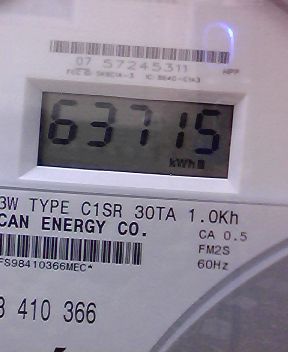 07 57245311
63715
kWh
3W TYPE C1SR 30TA 1.0Kh
CAN ENERGY CO.
CA 0.5
FM2S
60Hz
FS98410366MEC*
8 410 366